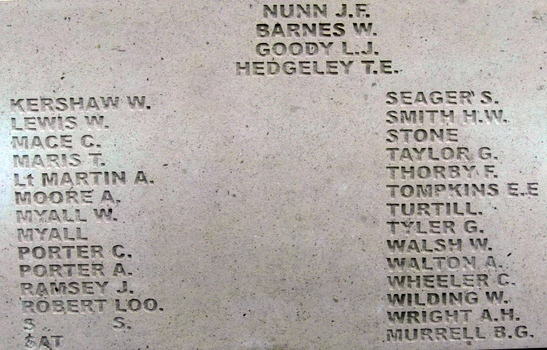 NUNN J.F.
BARNES W.
GOODY L.J.
HEDGELEY T.E.
KERSHAW W.
LEWIS W.
MACE C.
MARIS T.
Lt MARTIN A.
MOORE A.
MYALL W.
MYALL
PORTER C.
PORTER A.
RAMSEY J.
ROBERT LOO.
S S.
SAT
SEAGER S.
SMITH H.W.
STONE
TAYLOR G.
THORBY F.
TOMPKINS E.E
TURTILL.
TYLER G.
WALSH W.
WALTON A.
WHEELER C.
WILDING W.
WRIGHT A.H.
MURRELL B.G.